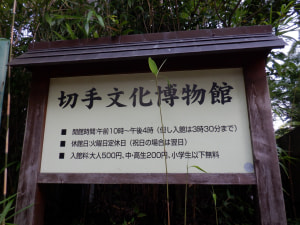 切手文化博物館
■ 開館時間 午前10時〜午後4時（但し入館は3時30分まで）
■ 休館日:火曜日定休日（祝日の場合は翌日）
■ 入館料:大人500円、中・高生200円、小学生以下無料